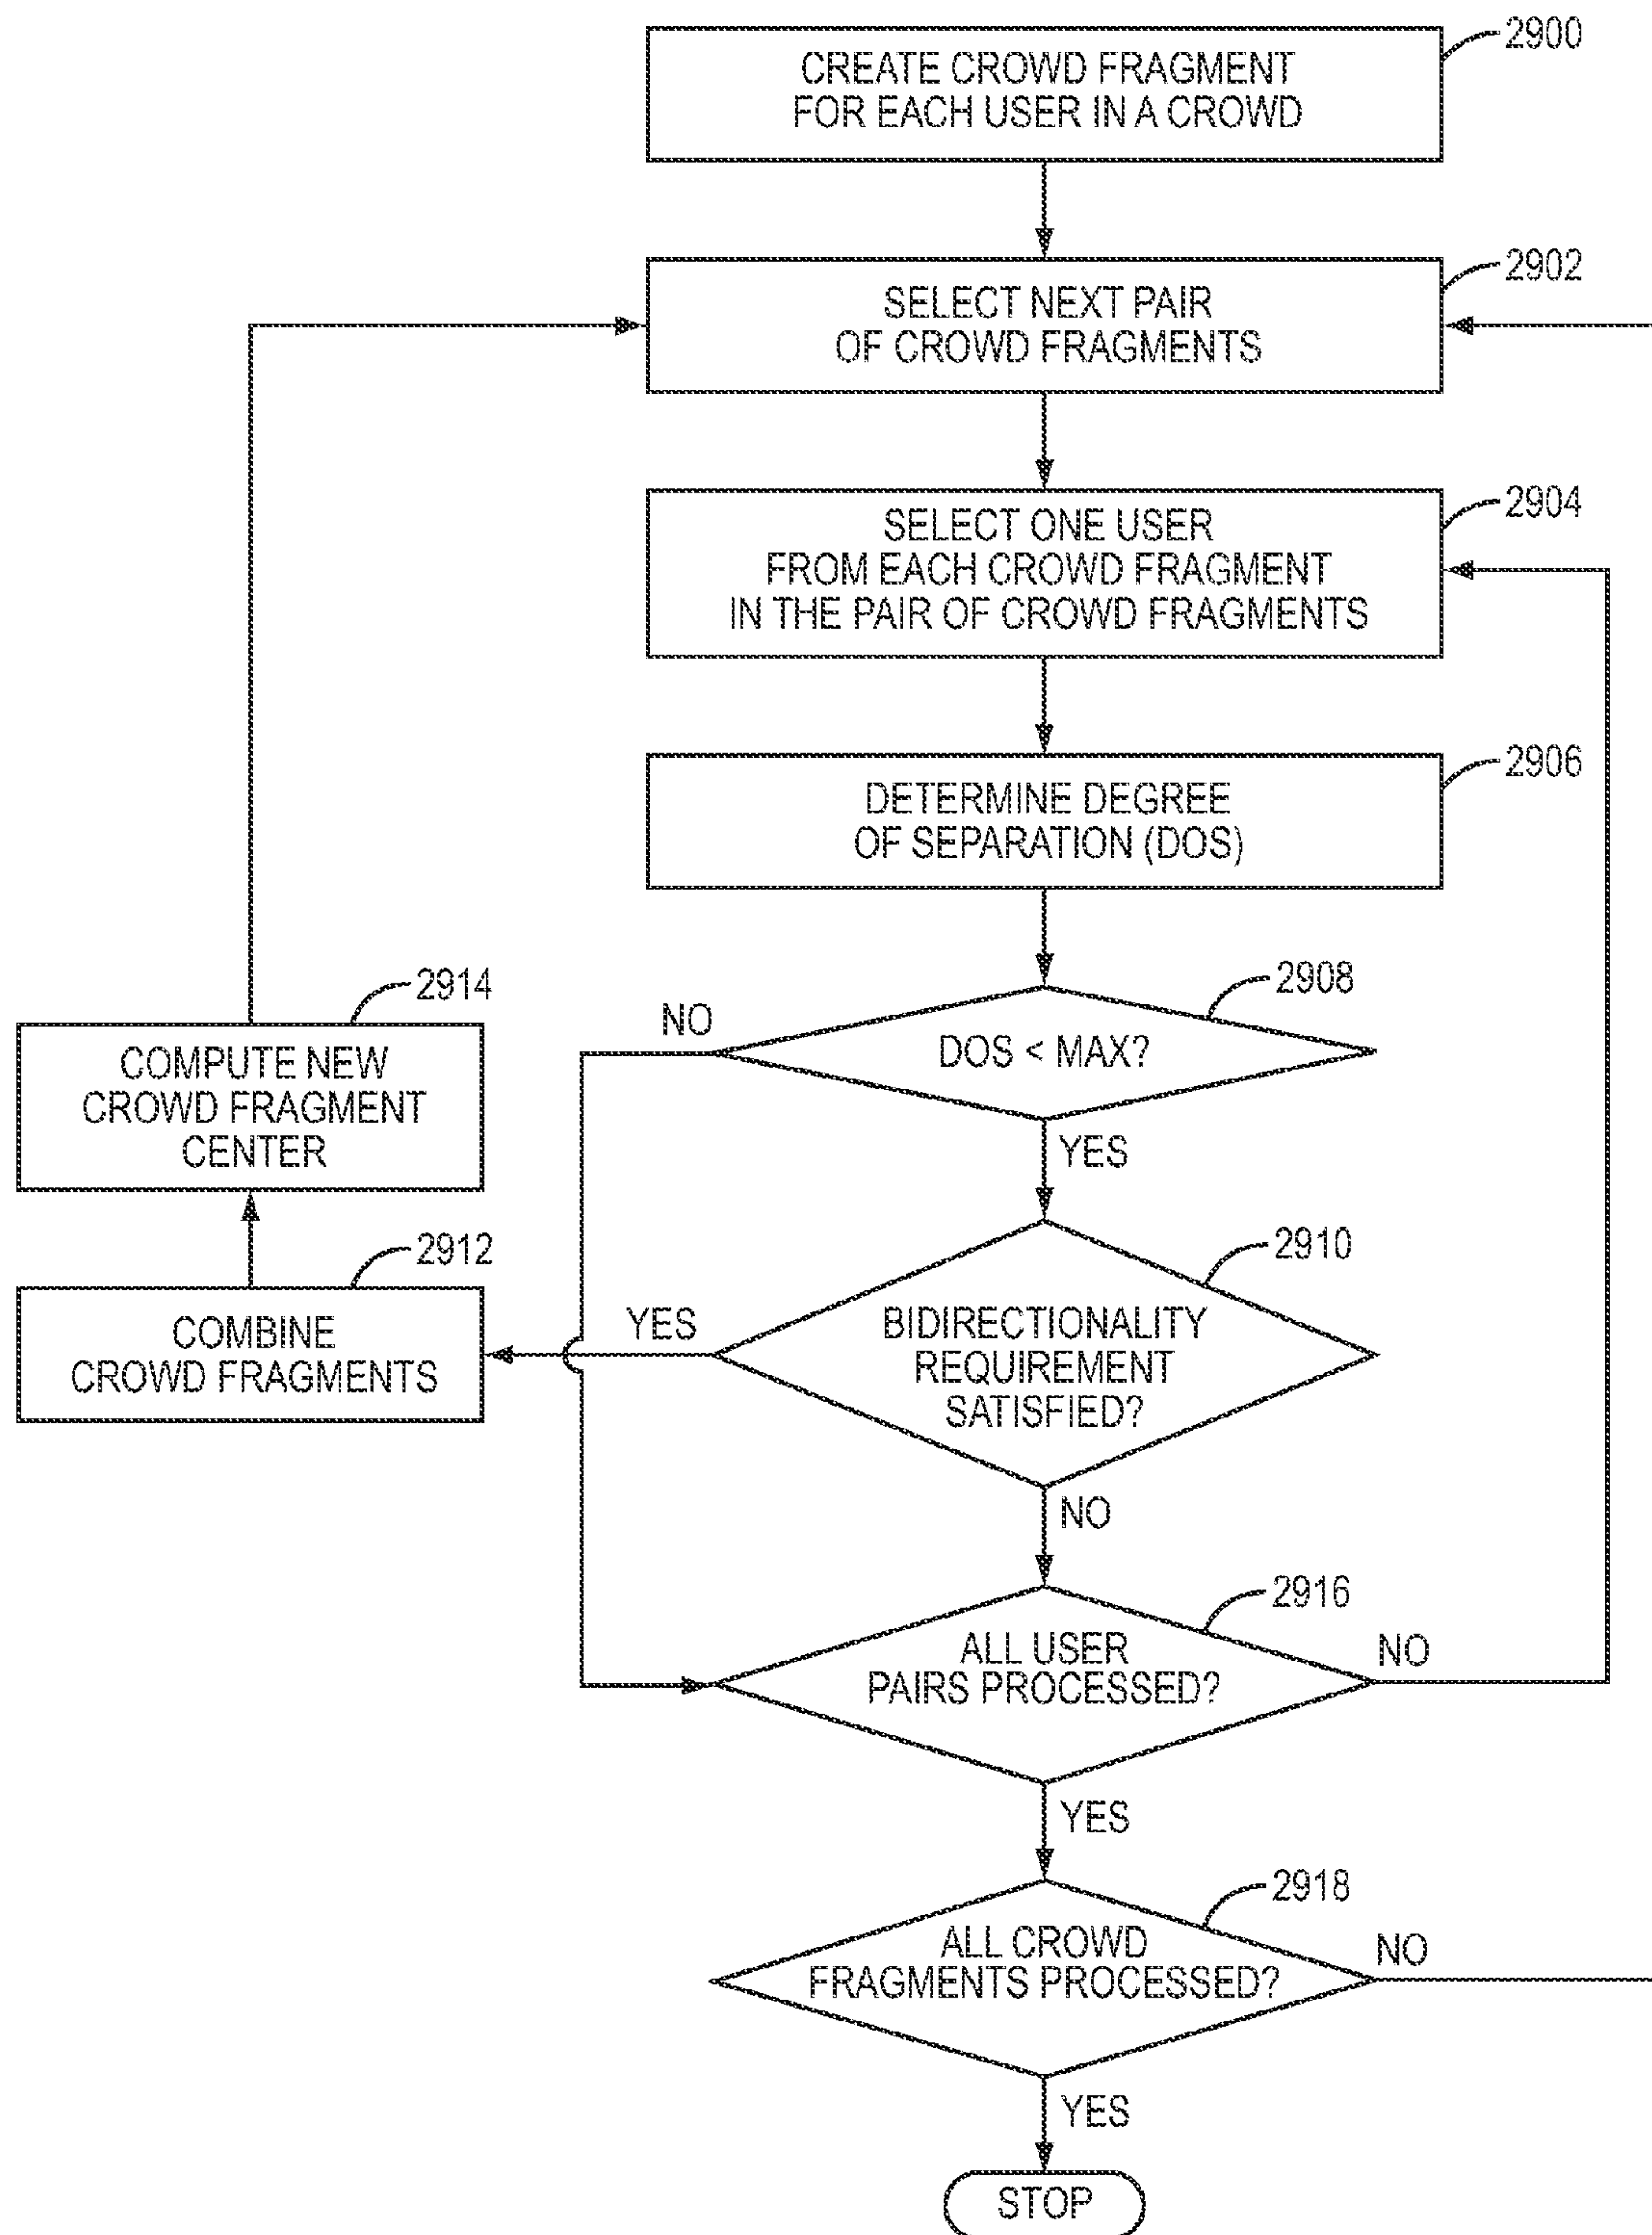 2900
CREATE CROWD FRAGMENT
FOR EACH USER IN A CROWD
2902
SELECT NEXT PAIR
OF CROWD FRAGMENTS
2904
SELECT ONE USER
FROM EACH CROWD FRAGMENT
IN THE PAIR OF CROWD FRAGMENTS
2906
DETERMINE DEGREE
OF SEPARATION (DOS)
2908
NO
DOS < MAX?
YES
2914
COMPUTE NEW
CROWD FRAGMENT
CENTER
2912
COMBINE
CROWD FRAGMENTS
2910
YES
BIDIRECTIONALITY
REQUIREMENT
SATISFIED?
NO
2916
ALL USER
PAIRS PROCESSED?
NO
YES
2918
ALL CROWD
FRAGMENTS PROCESSED?
NO
YES
STOP